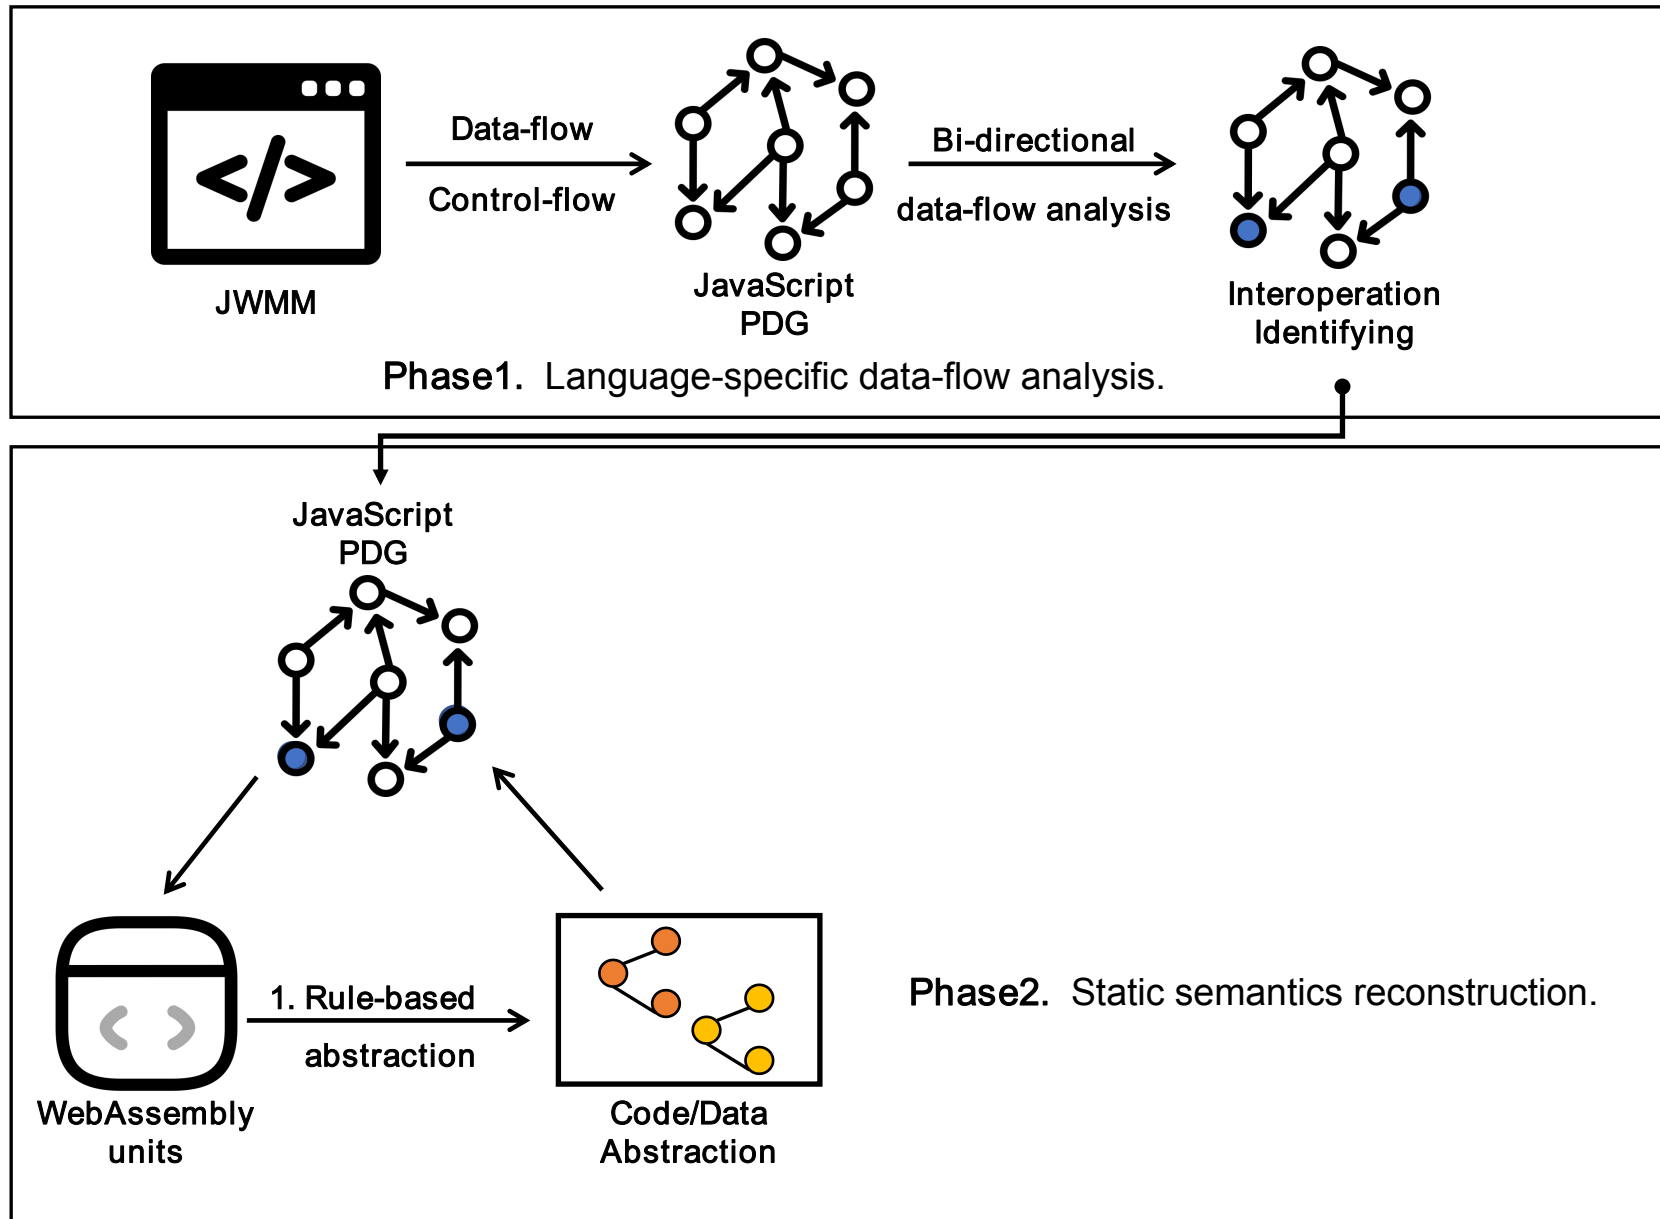 Data-flow
Control-flow
Bi-directional
data-flow analysis
JWMM
JavaScript
PDG
Interoperation
Identifying
Phase1. Language-specific data-flow analysis.
JavaScript
PDG
1. Rule-based
abstraction
Phase2. Static semantics reconstruction.
WebAssembly
units
Code/Data
Abstraction